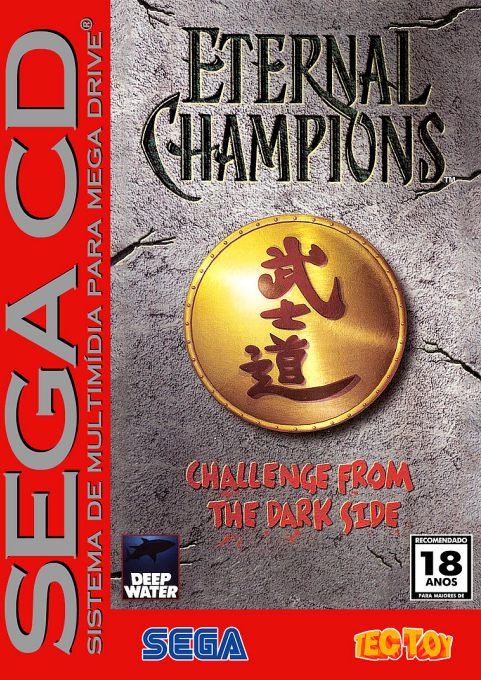 SEGA CD®
SISTEMA DE MULTIMÍDIA PARA MEGA DRIVE®
ETERNAL
CHAMPIONS™
武士道
CHALLENGE FROM
THE DARK SIDE
DEEP
WATER
RECOMENDADO
18
ANOS
PARA MAIORES DE
SEGA
TEC TOY